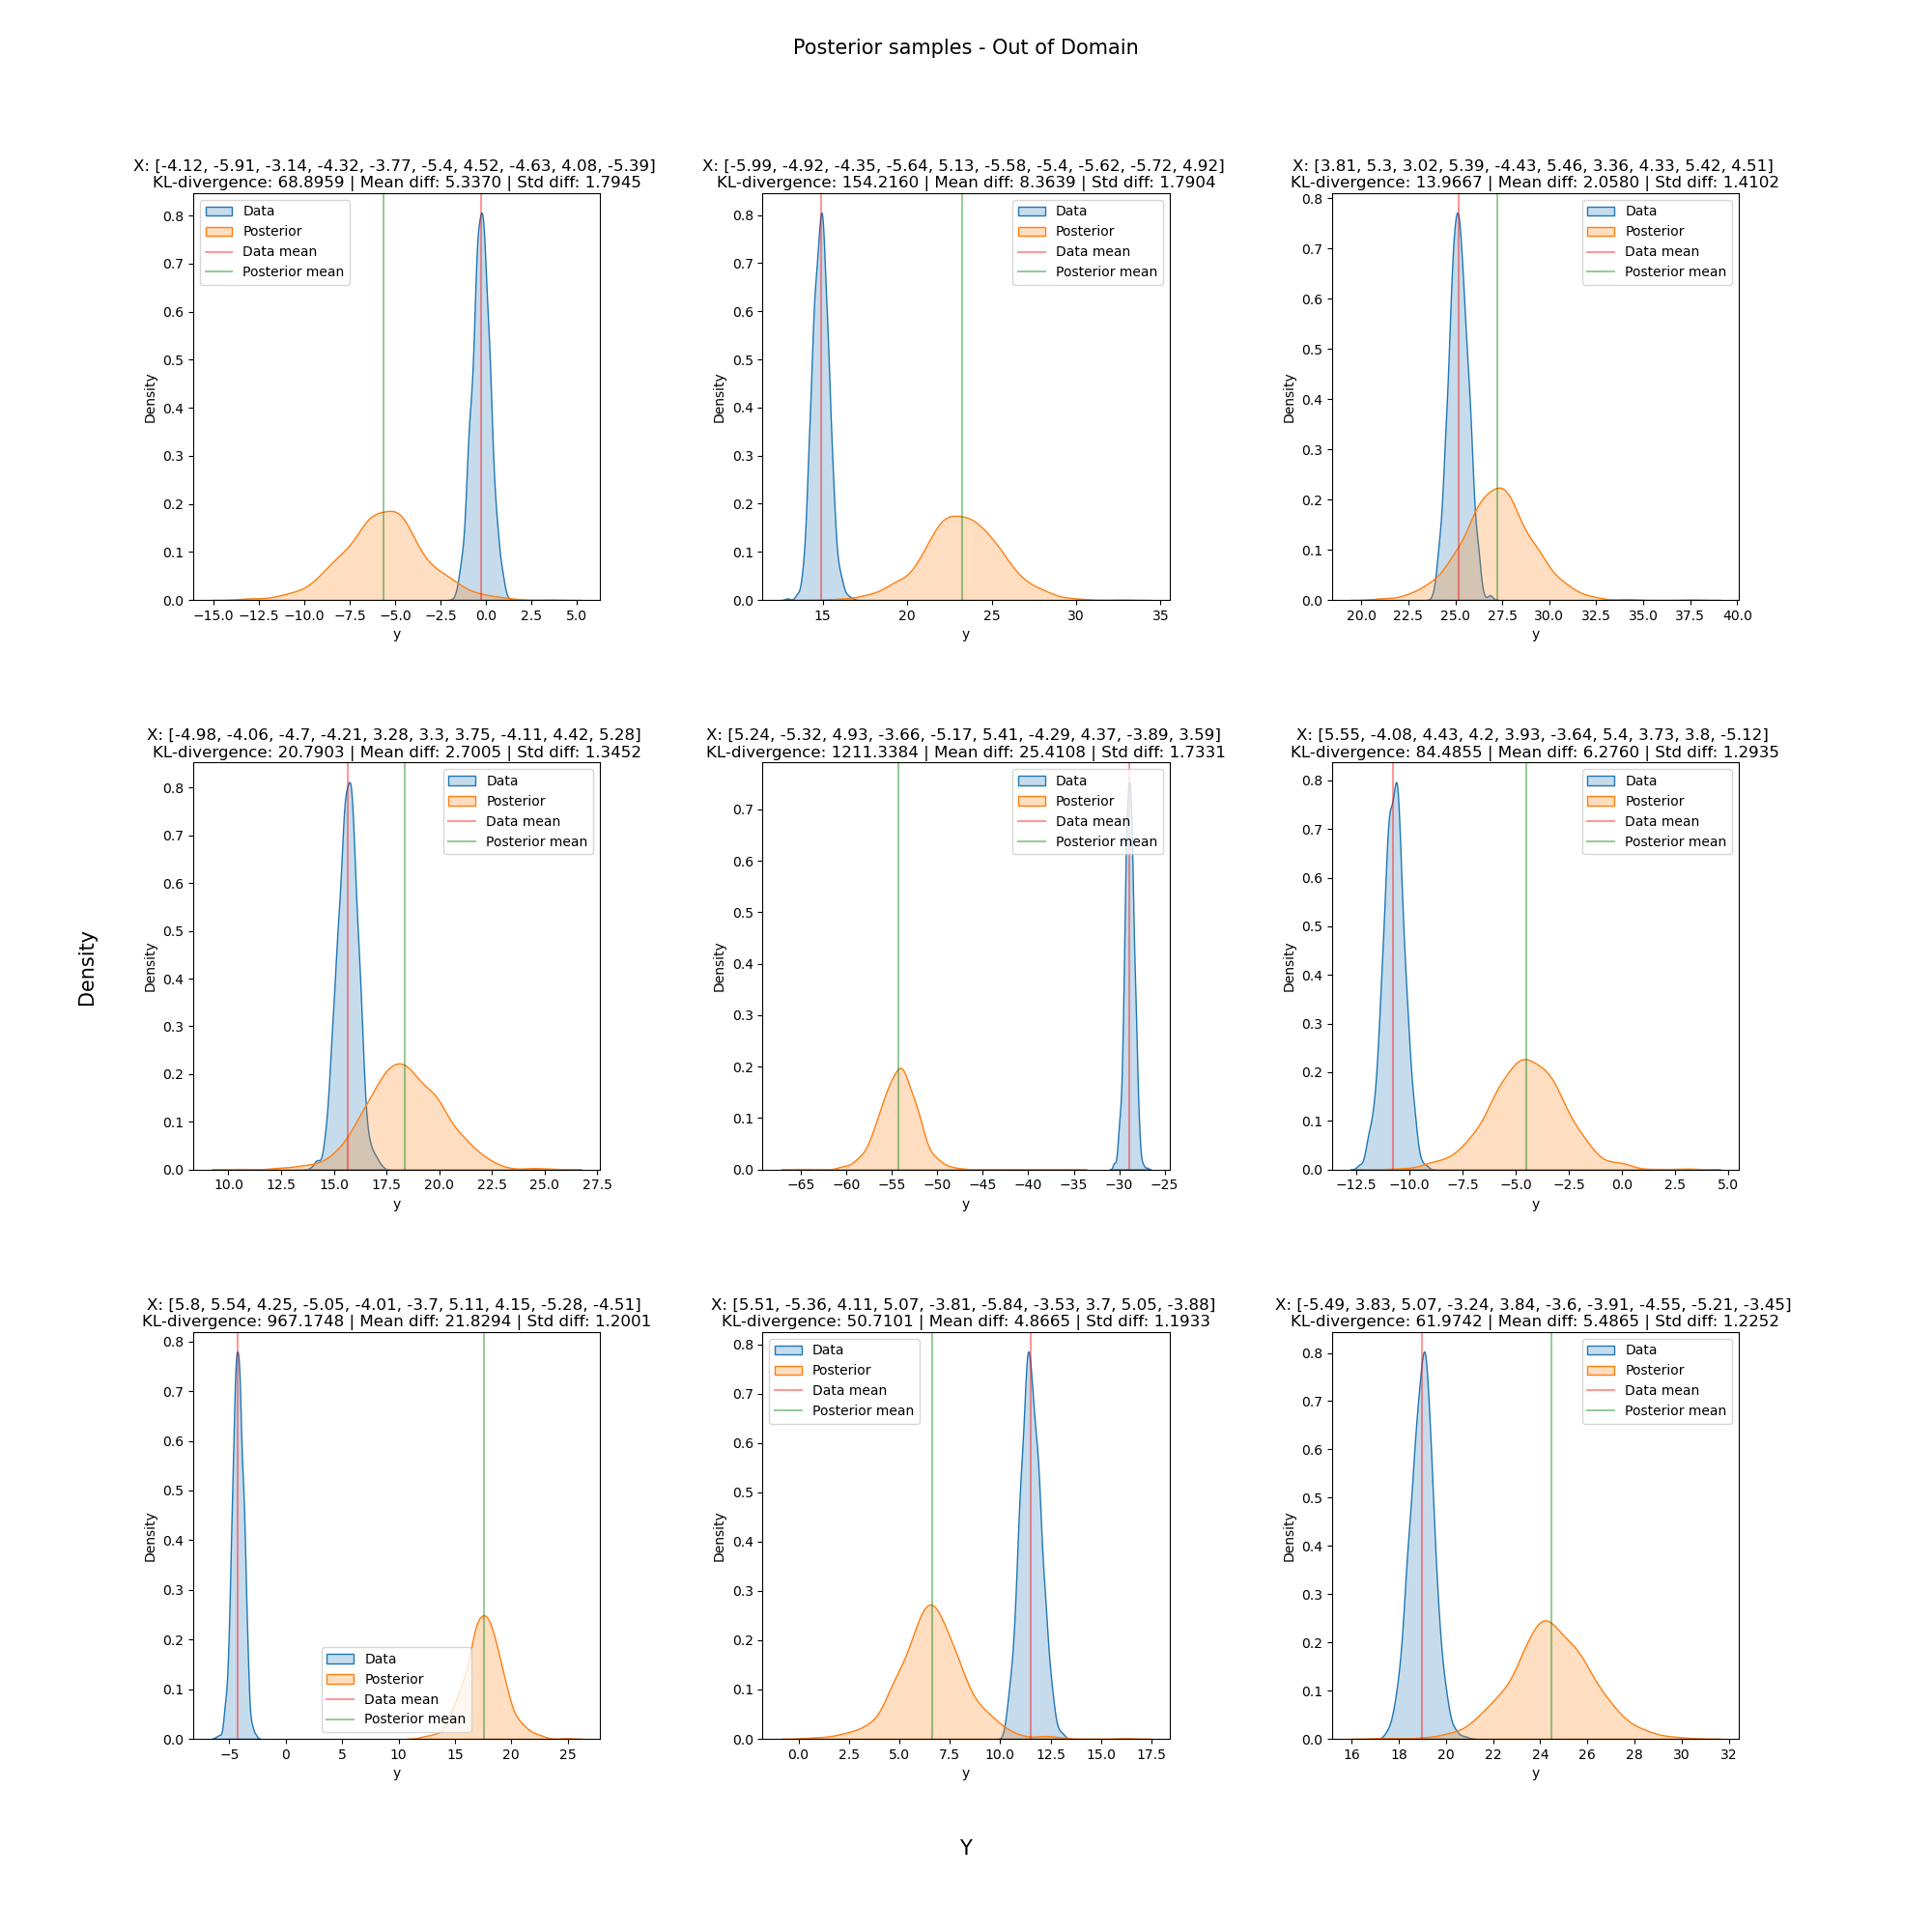 Posterior samples - Out of Domain
X: [-4.12, -5.91, -3.14, -4.32, -3.77, -5.4, 4.52, -4.63, 4.08, -5.39]
KL-divergence: 68.8959 | Mean diff: 5.3370 | Std diff: 1.7945
Data
Posterior
Data mean
Posterior mean
0.8
0.7
0.6
0.5
0.4
0.3
0.2
0.1
0.0
Density
−15.0 −12.5 −10.0 −7.5 −5.0 −2.5 0.0 2.5 5.0
y
X: [-5.99, -4.92, -4.35, -5.64, 5.13, -5.58, -5.4, -5.62, -5.72, 4.92]
KL-divergence: 154.2160 | Mean diff: 8.3639 | Std diff: 1.7904
Data
Posterior
Data mean
Posterior mean
0.8
0.7
0.6
0.5
0.4
0.3
0.2
0.1
0.0
Density
15 20 25 30 35
y
X: [3.81, 5.3, 3.02, 5.39, -4.43, 5.46, 3.36, 4.33, 5.42, 4.51]
KL-divergence: 13.9667 | Mean diff: 2.0580 | Std diff: 1.4102
Data
Posterior
Data mean
Posterior mean
0.8
0.7
0.6
0.5
0.4
0.3
0.2
0.1
0.0
Density
20.0 22.5 25.0 27.5 30.0 32.5 35.0 37.5 40.0
y
X: [-4.98, -4.06, -4.7, -4.21, 3.28, 3.3, 3.75, -4.11, 4.42, 5.28]
KL-divergence: 20.7903 | Mean diff: 2.7005 | Std diff: 1.3452
Data
Posterior
Data mean
Posterior mean
0.8
0.7
0.6
0.5
0.4
0.3
0.2
0.1
0.0
Density
10.0 12.5 15.0 17.5 20.0 22.5 25.0 27.5
y
X: [5.24, -5.32, 4.93, -3.66, -5.17, 5.41, -4.29, 4.37, -3.89, 3.59]
KL-divergence: 1211.3384 | Mean diff: 25.4108 | Std diff: 1.7331
Data
Posterior
Data mean
Posterior mean
0.7
0.6
0.5
0.4
0.3
0.2
0.1
0.0
Density
−65 −60 −55 −50 −45 −40 −35 −30 −25
y
X: [5.55, -4.08, 4.43, 4.2, 3.93, -3.64, 5.4, 3.73, 3.8, -5.12]
KL-divergence: 84.4855 | Mean diff: 6.2760 | Std diff: 1.2935
Data
Posterior
Data mean
Posterior mean
0.8
0.7
0.6
0.5
0.4
0.3
0.2
0.1
0.0
Density
−12.5 −10.0 −7.5 −5.0 −2.5 0.0 2.5 5.0
y
Density
X: [5.8, 5.54, 4.25, -5.05, -4.01, -3.7, 5.11, 4.15, -5.28, -4.51]
KL-divergence: 967.1748 | Mean diff: 21.8294 | Std diff: 1.2001
Data
Posterior
Data mean
Posterior mean
0.8
0.7
0.6
0.5
0.4
0.3
0.2
0.1
0.0
Density
−5 0 5 10 15 20 25
y
X: [5.51, -5.36, 4.11, 5.07, -3.81, -5.84, -3.53, 3.7, 5.05, -3.88]
KL-divergence: 50.7101 | Mean diff: 4.8665 | Std diff: 1.1933
Data
Posterior
Data mean
Posterior mean
0.8
0.7
0.6
0.5
0.4
0.3
0.2
0.1
0.0
Density
0.0 2.5 5.0 7.5 10.0 12.5 15.0 17.5
y
X: [-5.49, 3.83, 5.07, -3.24, 3.84, -3.6, -3.91, -4.55, -5.21, -3.45]
KL-divergence: 61.9742 | Mean diff: 5.4865 | Std diff: 1.2252
Data
Posterior
Data mean
Posterior mean
0.8
0.7
0.6
0.5
0.4
0.3
0.2
0.1
0.0
Density
16 18 20 22 24 26 28 30 32
y
Y